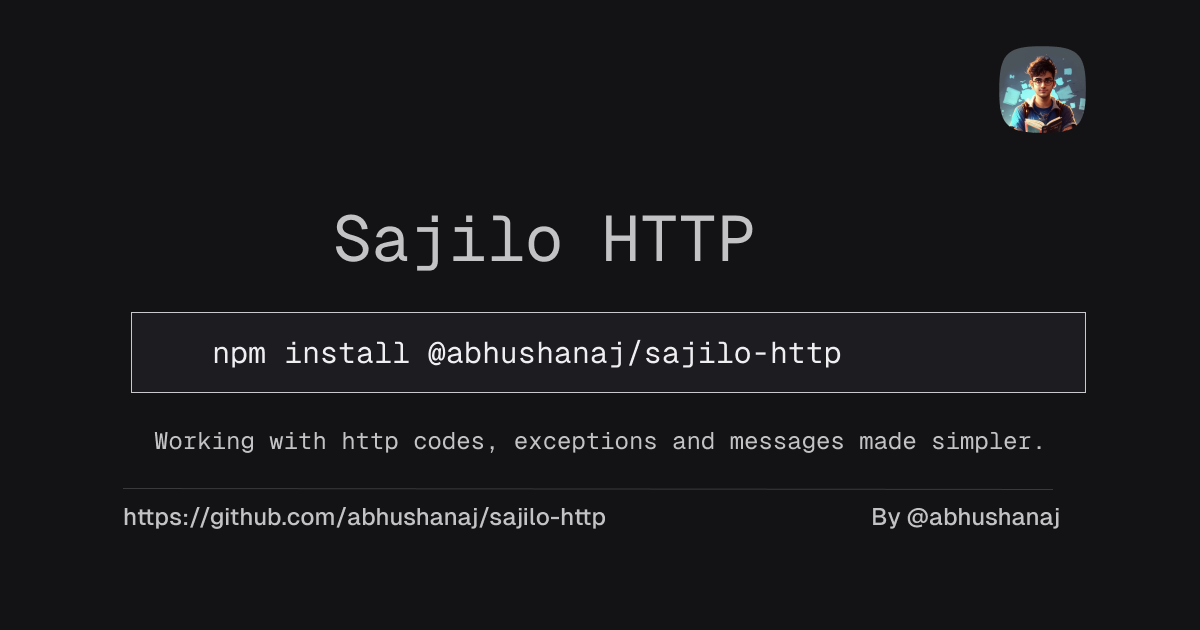 Sajilo HTTP
npm install @abhushanaj/sajilo-http
Working with http codes, exceptions and messages made simpler.
https://github.com/abhushanaj/sajilo-http
By @abhushanaj